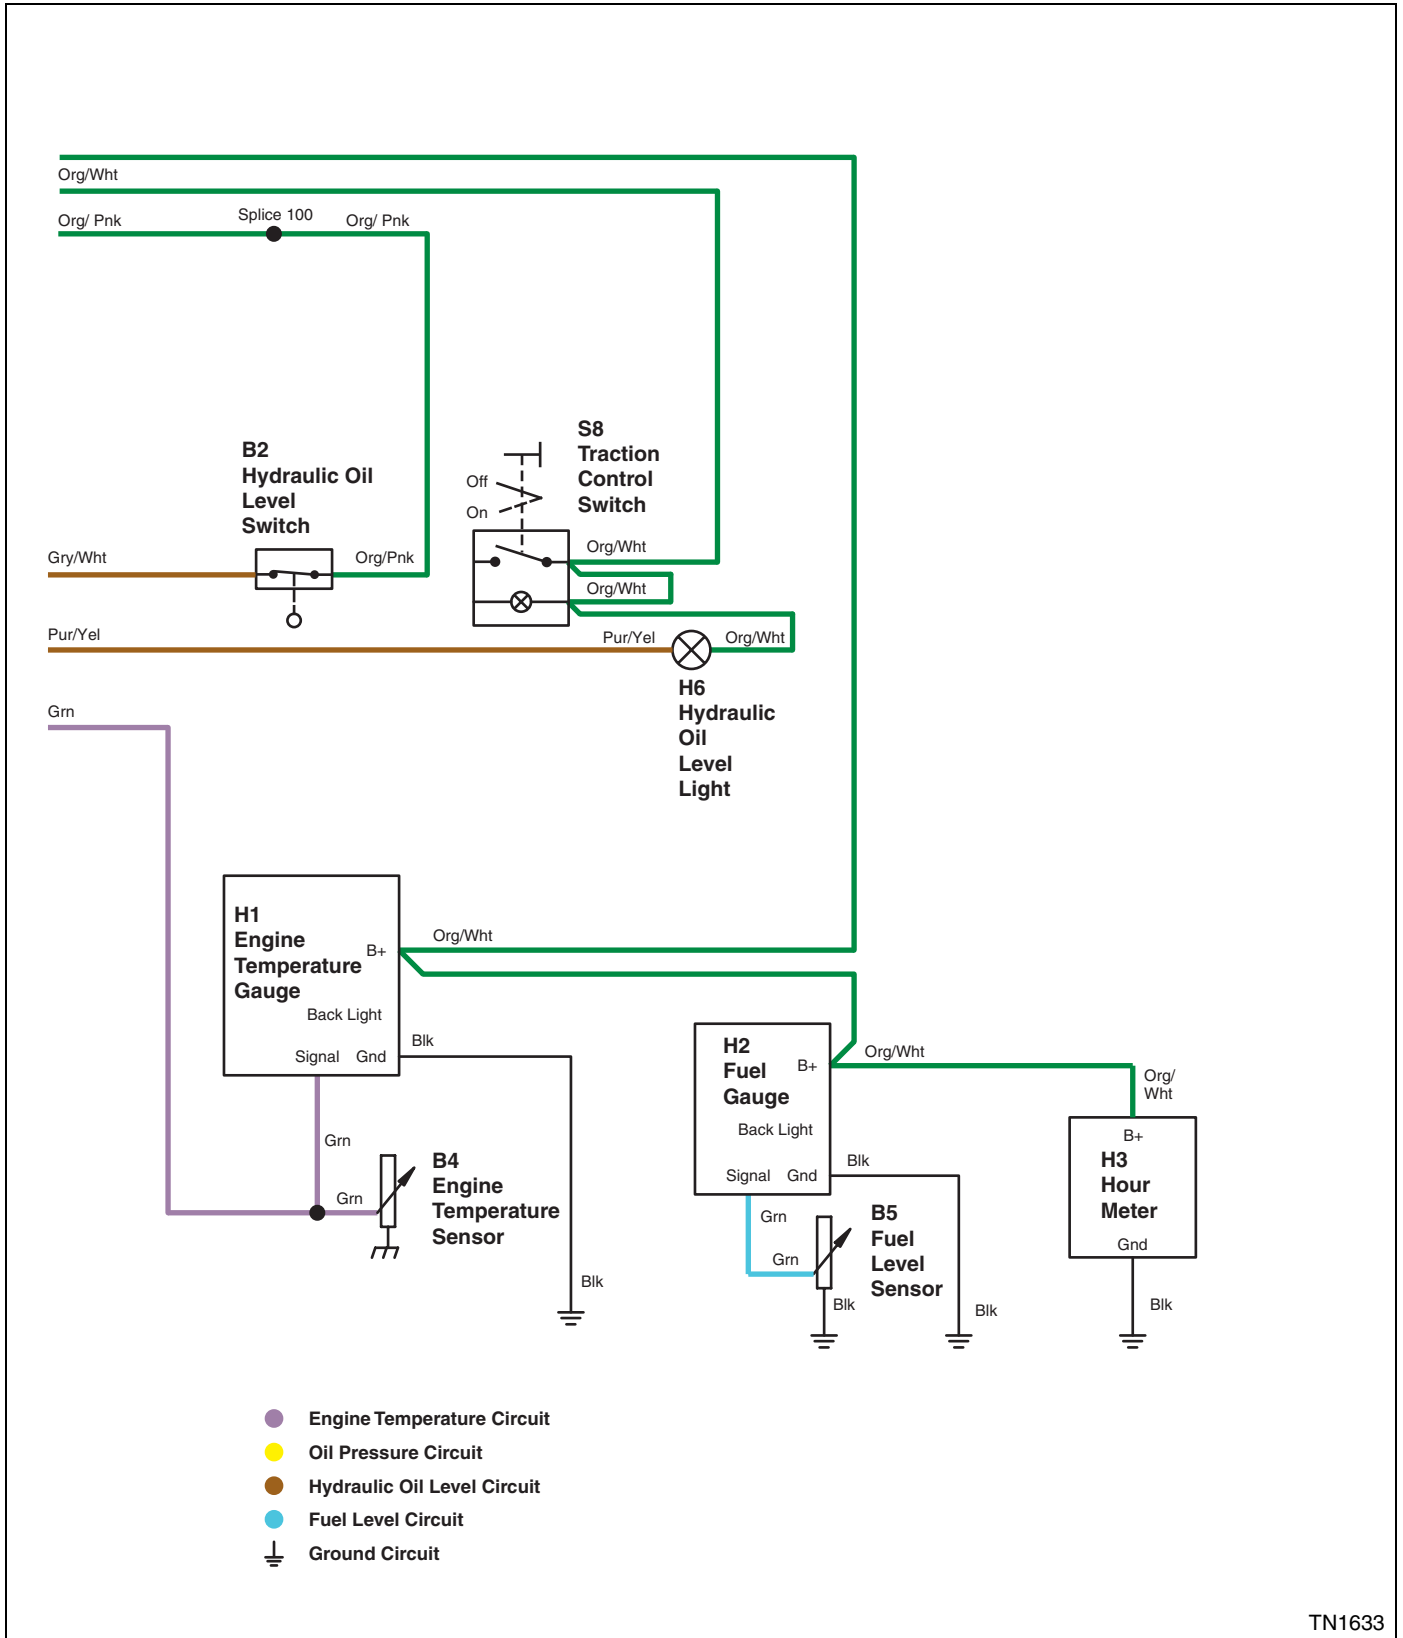 Org/Wht
Org/ Pnk
Splice 100
Org/ Pnk
B2
Hydraulic Oil
Level
Switch
S8
Traction
Control
Switch
Off
On
Gry/Wht
Org/Pnk
Org/Wht
Org/Wht
Pur/Yel
Pur/Yel
Org/Wht
H6
Hydraulic
Oil
Level
Light
Grn
H1
Engine
Temperature
Gauge
B+
Back Light
Signal
Gnd
Org/Wht
Blk
Grn
Grn
B4
Engine
Temperature
Sensor
Blk
H2
Fuel
Gauge
B+
Back Light
Signal
Gnd
Org/Wht
Org/
Wht
Blk
Grn
Grn
B5
Fuel
Level
Sensor
Blk
Blk
B+
H3
Hour
Meter
Gnd
Blk
Engine Temperature Circuit
Oil Pressure Circuit
Hydraulic Oil Level Circuit
Fuel Level Circuit
Ground Circuit
TN1633